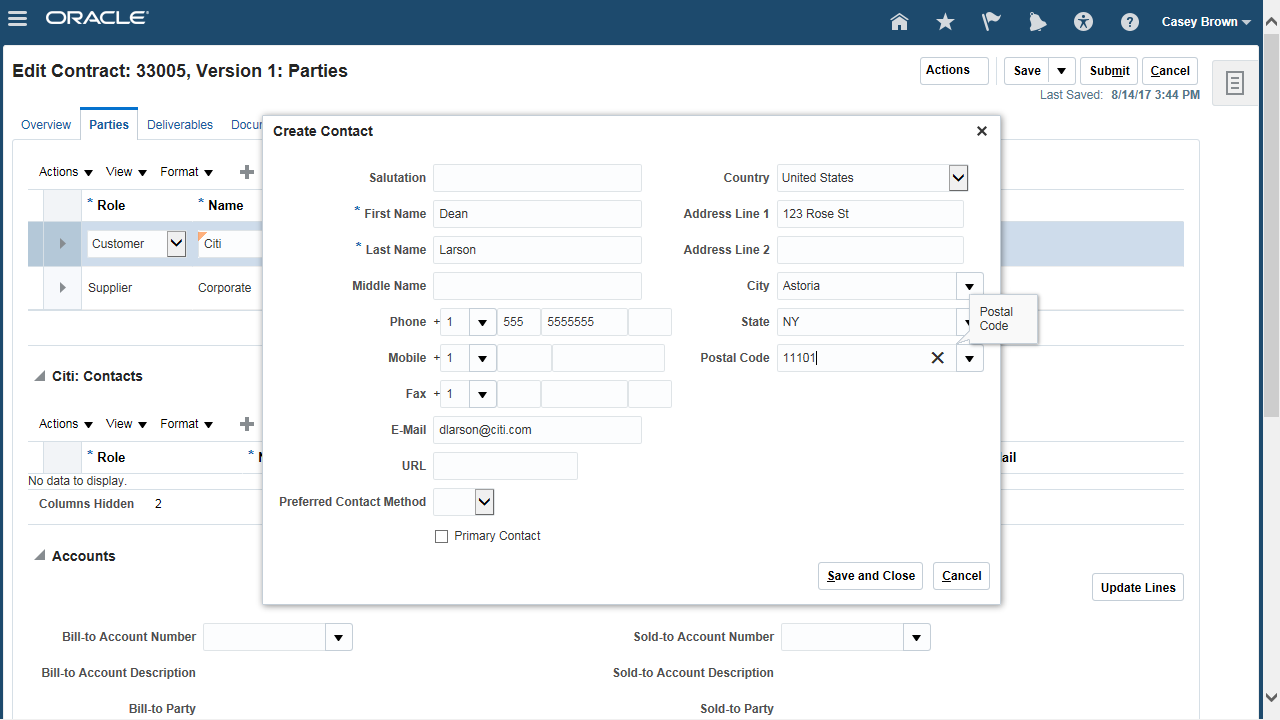 ORACLE
Casey Brown
Edit Contract: 33005, Version 1: Parties
Actions
Save
Submit
Cancel
Last Saved: 8/14/17 3:44 PM
Overview
Parties
Deliverables
Docu
Actions
View
Format
* Role
* Name
Customer
Citi
Supplier
Corporate
Citi: Contacts
Actions
View
Format
* Role
*
ail
No data to display.
Columns Hidden 2
Accounts
Update Lines
Bill-to Account Number
Sold-to Account Number
Bill-to Account Description
Sold-to Account Description
Bill-to Party
Sold-to Party
Create Contact
Salutation
* First Name Dean
* Last Name Larson
Middle Name
Phone +1 555 5555555
Mobile +1
Fax +1
E-Mail dlarson@citi.com
URL
Preferred Contact Method
Primary Contact
Country United States
Address Line 1 123 Rose St
Address Line 2
City Astoria
State NY
Postal Code 11101
Postal
Code
Save and Close
Cancel